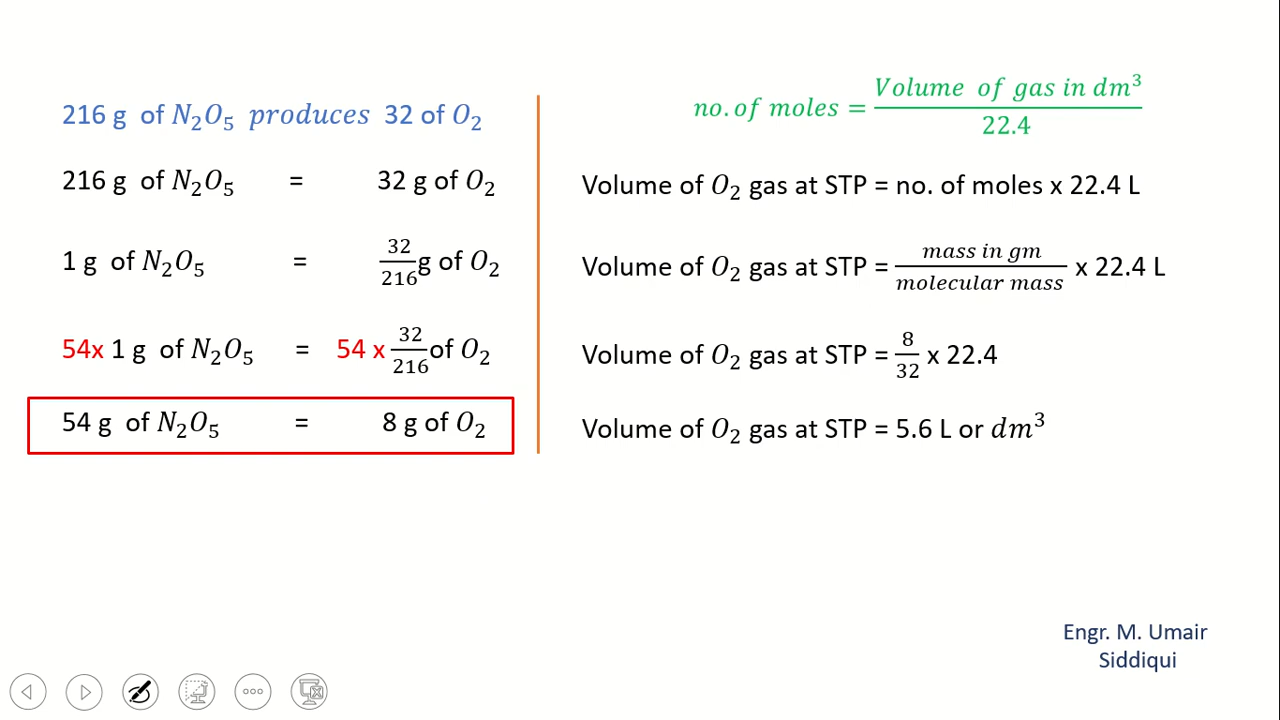 216 g of N₂O₅ produces 32 of O₂
216 g of N₂O₅ = 32 g of O₂
1 g of N₂O₅ = 32/216 g of O₂
54x 1 g of N₂O₅ = 54 x 32/216 of O₂
54 g of N₂O₅ = 8 g of O₂
no. of moles = Volume of gas in dm³ / 22.4
Volume of O₂ gas at STP = no. of moles x 22.4 L
Volume of O₂ gas at STP = mass in gm / molecular mass x 22.4 L
Volume of O₂ gas at STP = 8/32 x 22.4
Volume of O₂ gas at STP = 5.6 L or dm³
Engr. M. Umair
Siddiqui